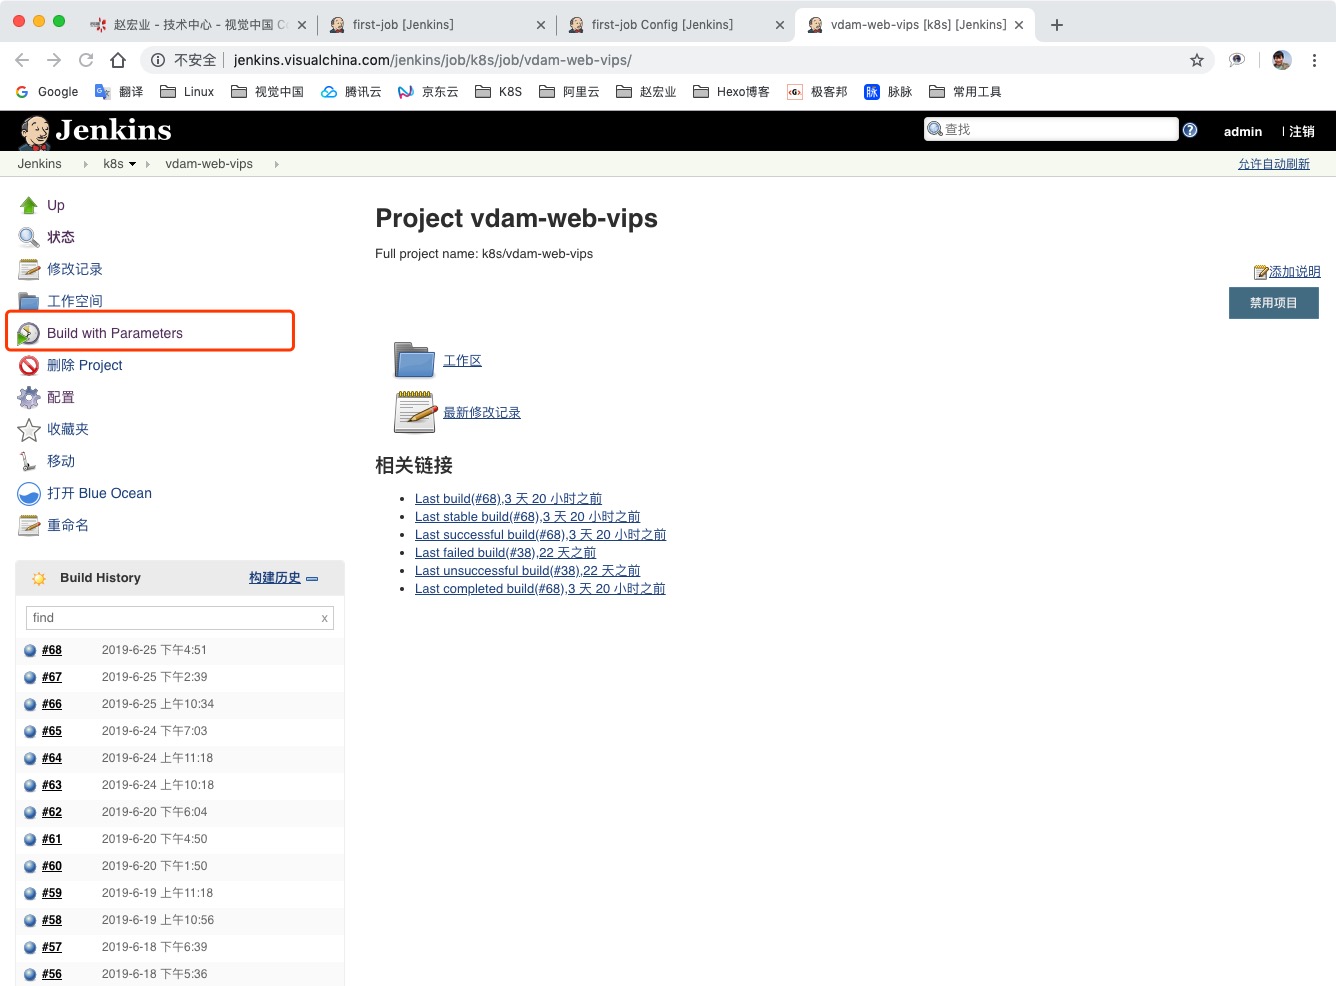 赵宏业 - 技术中心 - 视觉中国
first-job [Jenkins]
first-job Config [Jenkins]
vdam-web-vips [k8s] [Jenkins]
不安全
jenkins.visualchina.com/jenkins/job/k8s/job/vdam-web-vips/
Google
翻译
Linux
视觉中国
腾讯云
京东云
K8S
阿里云
赵宏业
Hexo博客
极客邦
脉脉
常用工具
Jenkins
查找
admin
| 注销
Jenkins
k8s
vdam-web-vips
允许自动刷新
Up
状态
修改记录
工作空间
Build with Parameters
删除 Project
配置
收藏夹
移动
打开 Blue Ocean
重命名
Project vdam-web-vips
Full project name: k8s/vdam-web-vips
添加说明
禁用项目
工作区
最新修改记录
相关链接
Last build(#68),3 天 20 小时之前
Last stable build(#68),3 天 20 小时之前
Last successful build(#68),3 天 20 小时之前
Last failed build(#38),22 天之前
Last unsuccessful build(#38),22 天之前
Last completed build(#68),3 天 20 小时之前
Build History 构建历史
find x
#68 2019-6-25 下午4:51
#67 2019-6-25 下午2:39
#66 2019-6-25 上午10:34
#65 2019-6-24 下午7:03
#64 2019-6-24 上午11:18
#63 2019-6-24 上午10:18
#62 2019-6-20 下午6:04
#61 2019-6-20 下午4:50
#60 2019-6-20 下午1:50
#59 2019-6-19 上午11:18
#58 2019-6-19 上午10:56
#57 2019-6-18 下午6:39
#56 2019-6-18 下午5:36